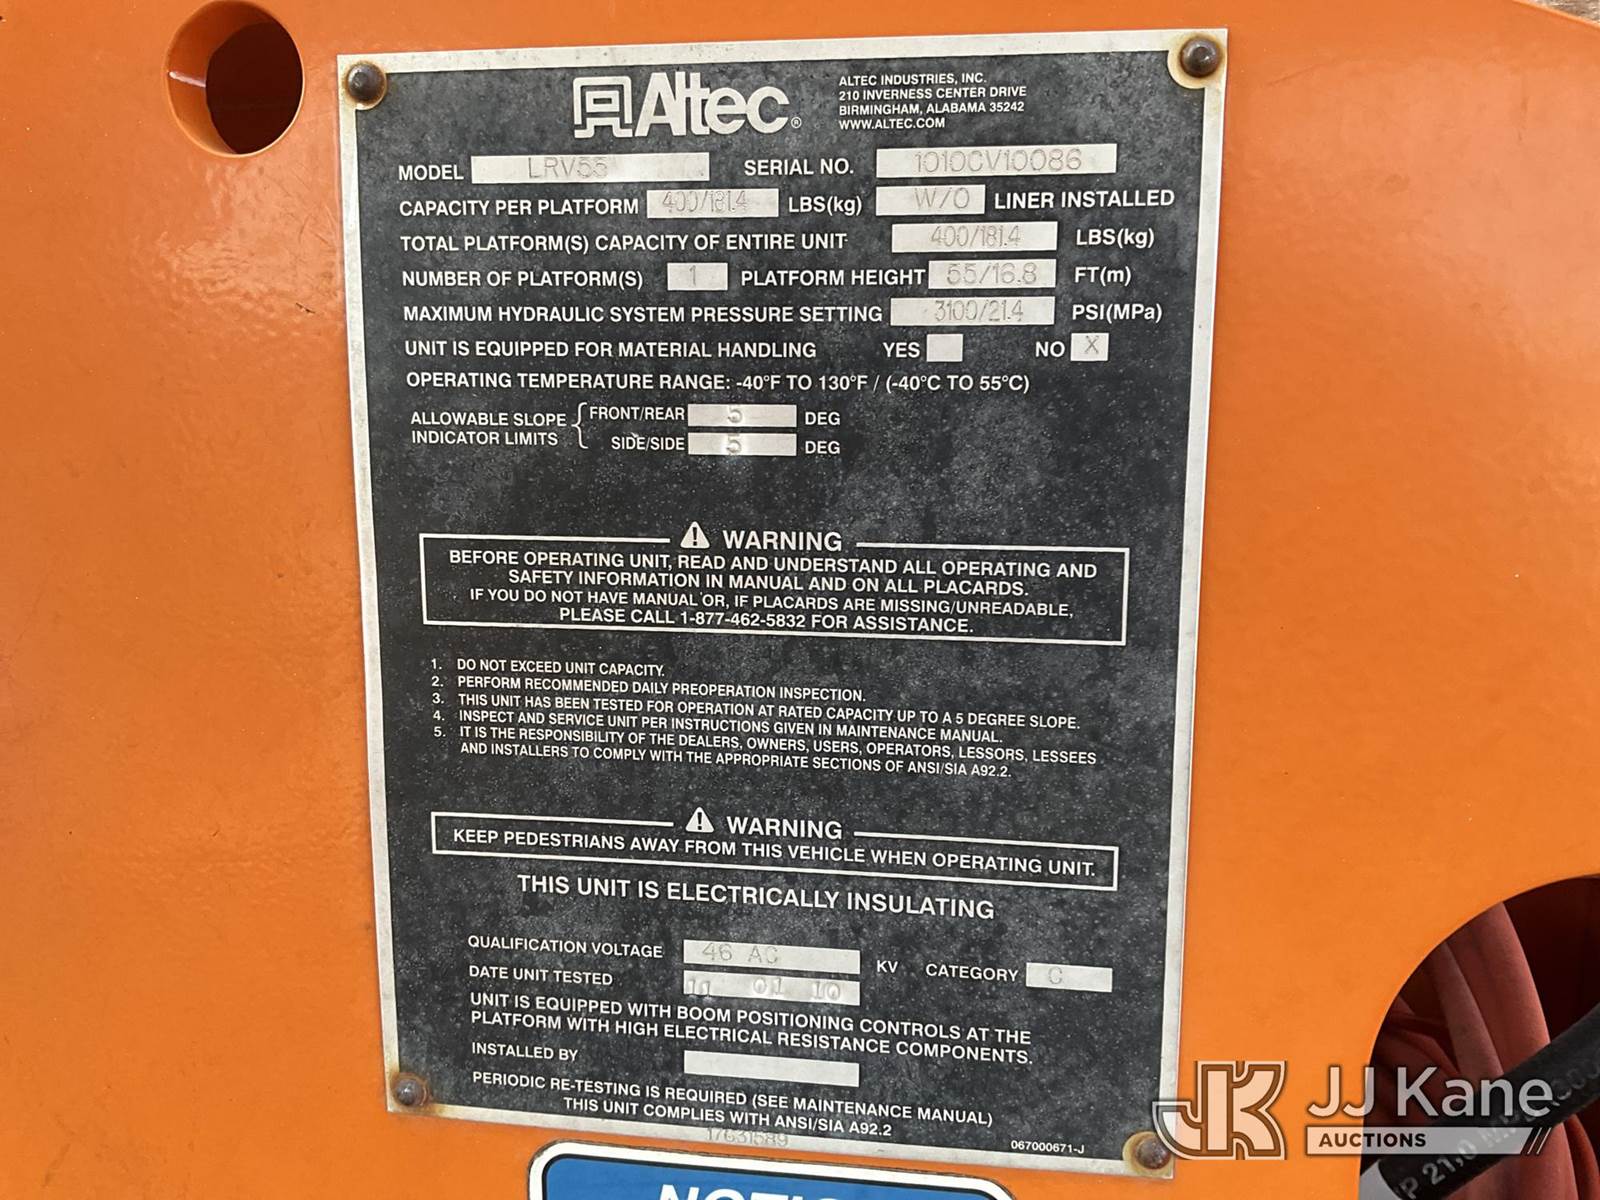 Altec®
ALTEC INDUSTRIES, INC.
210 INVERNESS CENTER DRIVE
BIRMINGHAM, ALABAMA 35242
WWW.ALTEC.COM
MODEL LRV55 SERIAL NO. 1010CV10086
CAPACITY PER PLATFORM 400/181.4 LBS(kg) W/O LINER INSTALLED
TOTAL PLATFORM(S) CAPACITY OF ENTIRE UNIT 400/181.4 LBS(kg)
NUMBER OF PLATFORM(S) 1 PLATFORM HEIGHT 55/16.8 FT(m)
MAXIMUM HYDRAULIC SYSTEM PRESSURE SETTING 3100/21.4 PSI(MPa)
UNIT IS EQUIPPED FOR MATERIAL HANDLING YES NO X
OPERATING TEMPERATURE RANGE: -40°F TO 130°F / (-40°C TO 55°C)
ALLOWABLE SLOPE INDICATOR LIMITS
FRONT/REAR 5 DEG
SIDE/SIDE 5 DEG
WARNING
BEFORE OPERATING UNIT, READ AND UNDERSTAND ALL OPERATING AND
SAFETY INFORMATION IN MANUAL AND ON ALL PLACARDS.
IF YOU DO NOT HAVE MANUAL OR, IF PLACARDS ARE MISSING/UNREADABLE,
PLEASE CALL 1-877-462-5832 FOR ASSISTANCE.
1. DO NOT EXCEED UNIT CAPACITY.
2. PERFORM RECOMMENDED DAILY PREOPERATION INSPECTION.
3. THIS UNIT HAS BEEN TESTED FOR OPERATION AT RATED CAPACITY UP TO A 5 DEGREE SLOPE.
4. INSPECT AND SERVICE UNIT PER INSTRUCTIONS GIVEN IN MAINTENANCE MANUAL.
5. IT IS THE RESPONSIBILITY OF THE DEALERS, OWNERS, USERS, OPERATORS, LESSORS, LESSEES
AND INSTALLERS TO COMPLY WITH THE APPROPRIATE SECTIONS OF ANSI/SIA A92.2.
WARNING
KEEP PEDESTRIANS AWAY FROM THIS VEHICLE WHEN OPERATING UNIT.
THIS UNIT IS ELECTRICALLY INSULATING
QUALIFICATION VOLTAGE 46 AC KV CATEGORY C
DATE UNIT TESTED 11 01 10
UNIT IS EQUIPPED WITH BOOM POSITIONING CONTROLS AT THE
PLATFORM WITH HIGH ELECTRICAL RESISTANCE COMPONENTS.
INSTALLED BY
PERIODIC RE-TESTING IS REQUIRED (SEE MAINTENANCE MANUAL)
THIS UNIT COMPLIES WITH ANSI/SIA A92.2
17631589
067000671-J
JK JJ Kane
AUCTIONS